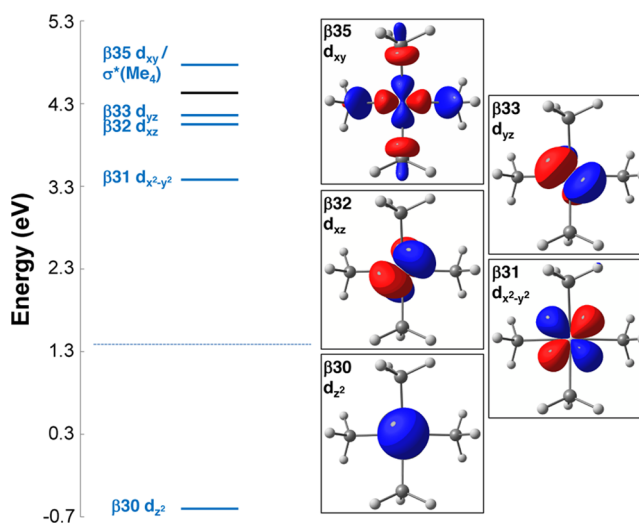 Energy (eV)
5.3
4.3
3.3
2.3
1.3
0.3
-0.7
β35 dxy /
σ*(Me4)
β33 dyz
β32 dxz
β31 dx²-y²
β30 dz²
β35
dxy
β33
dyz
β32
dxz
β31
dx²-y²
β30
dz²